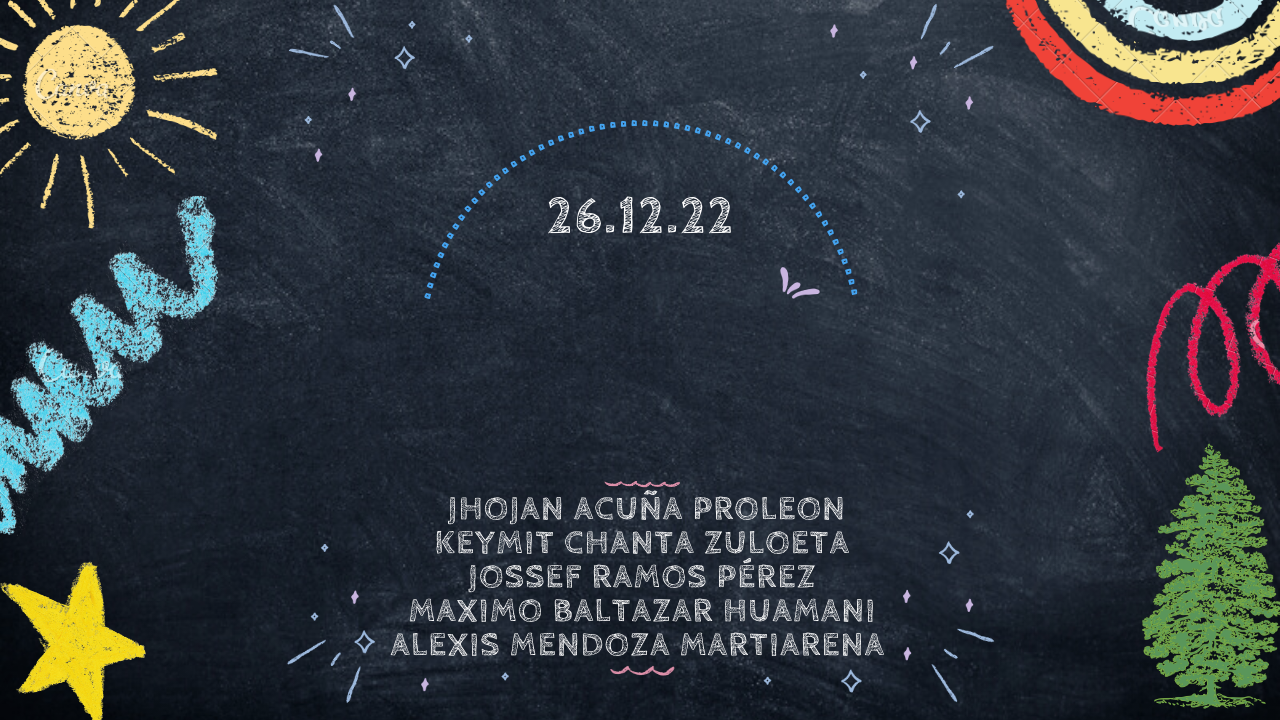 26.12.22
JHOJAN ACUÑA PROLEON
KEYMIT CHANTA ZULOETA
JOSSEF RAMOS PÉREZ
MAXIMO BALTAZAR HUAMANI
ALEXIS MENDOZA MARTIARENA